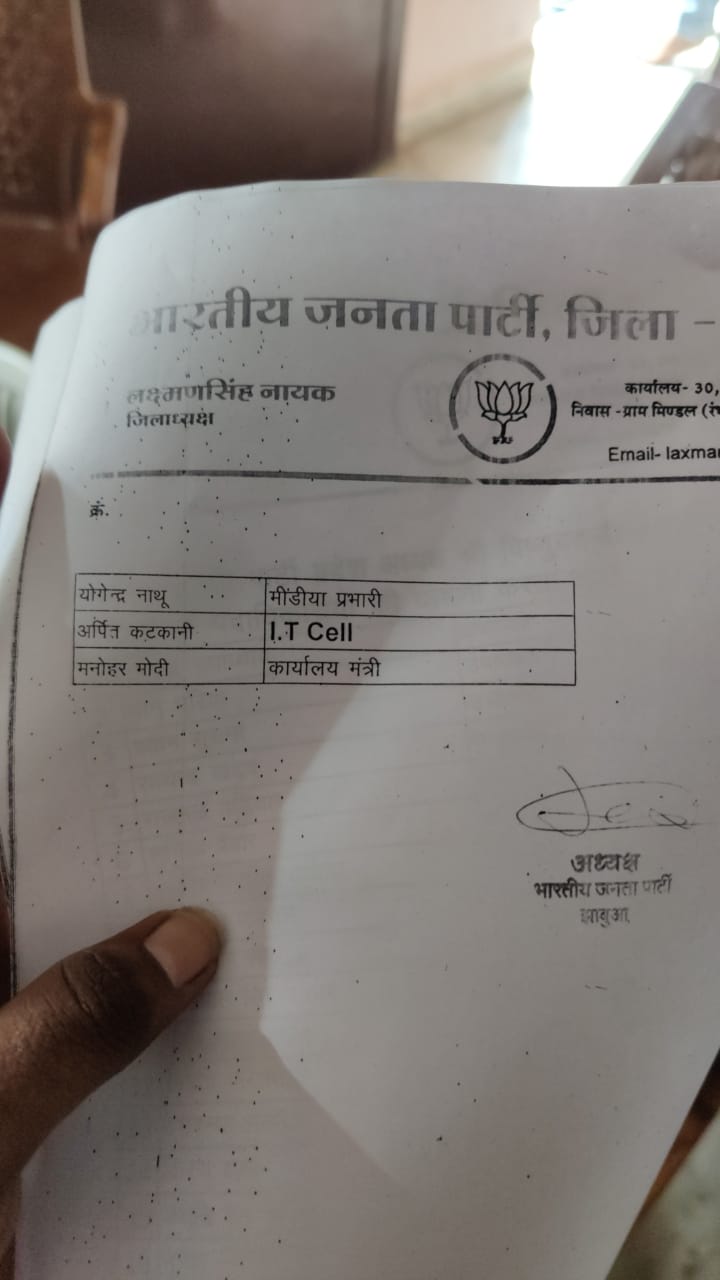 भारतीय जनता पार्टी, जिला -
लक्ष्मणसिंह नायक
जिलाध्यक्ष
कार्यालय- 30,
निवास -ग्राम मिण्डल
Email- laxma
क्रं.
योगेन्द्र नाथू मींडीया प्रभारी
अर्पित कटकानी I.T Cell
मनोहर मोदी कार्यालय मंत्री
अध्यक्ष
भारतीय जनता पार्टी
झाबुआ